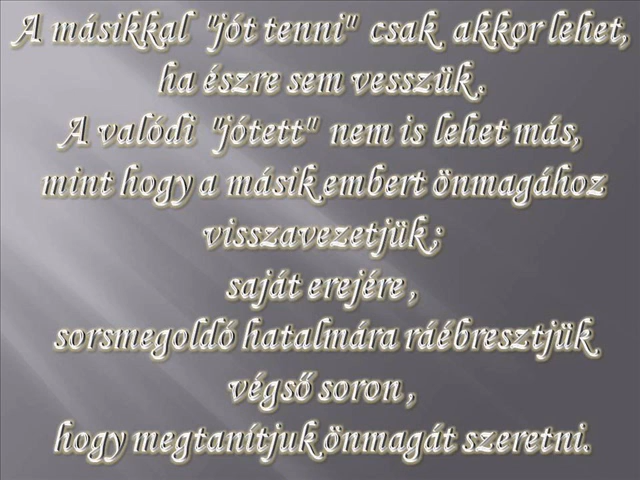 A másikkal "jót tenni" csak akkor lehet,
ha észre sem vesszük.
A valódi "jótett" nem is lehet más,
mint hogy a másik embert önmagához
visszavezetjük;
saját erejére,
sorsmegoldó hatalmára ráébresztjük
végső soron,
hogy megtanítjuk önmagát szeretni.